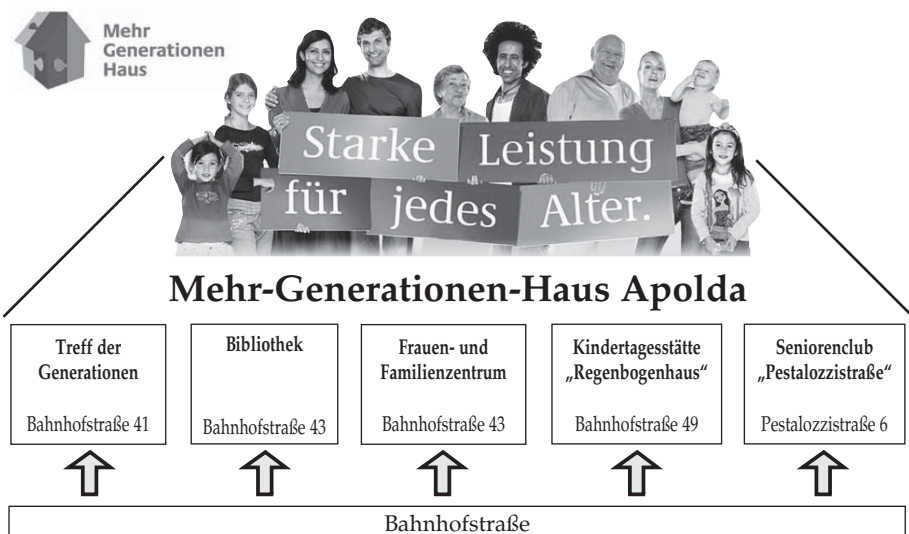 Mehr
Generationen
Haus
Starke Leistung
für jedes Alter.
Mehr-Generationen-Haus Apolda
Treff der
Generationen
Bahnhofstraße 41
Bibliothek
Bahnhofstraße 43
Frauen- und
Familienzentrum
Bahnhofstraße 43
Kindertagesstätte
„Regenbogenhaus“
Bahnhofstraße 49
Seniorenclub
„Pestalozzistraße“
Pestalozzistraße 6
Bahnhofstraße